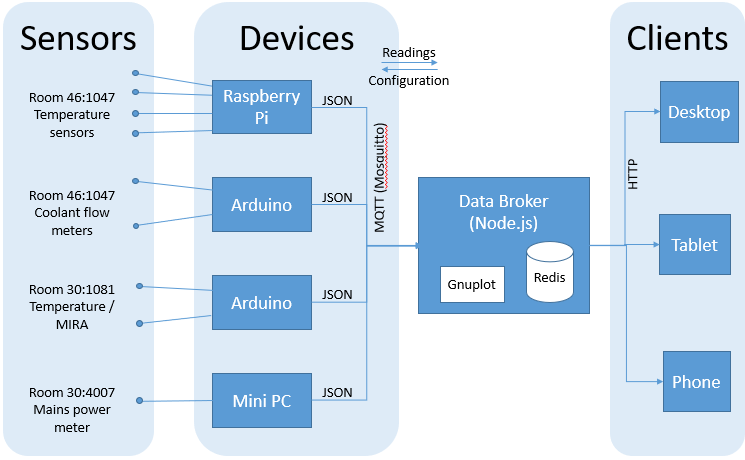 Sensors
Devices
Clients
Readings
Configuration
Room 46:1047
Temperature
sensors
Raspberry
Pi
JSON
Room 46:1047
Coolant flow
meters
Arduino
JSON
Room 30:1081
Temperature /
MIRA
Arduino
JSON
Room 30:4007
Mains power
meter
Mini PC
JSON
MQTT (Mosquitto)
Data Broker
(Node.js)
Gnuplot
Redis
HTTP
Desktop
Tablet
Phone